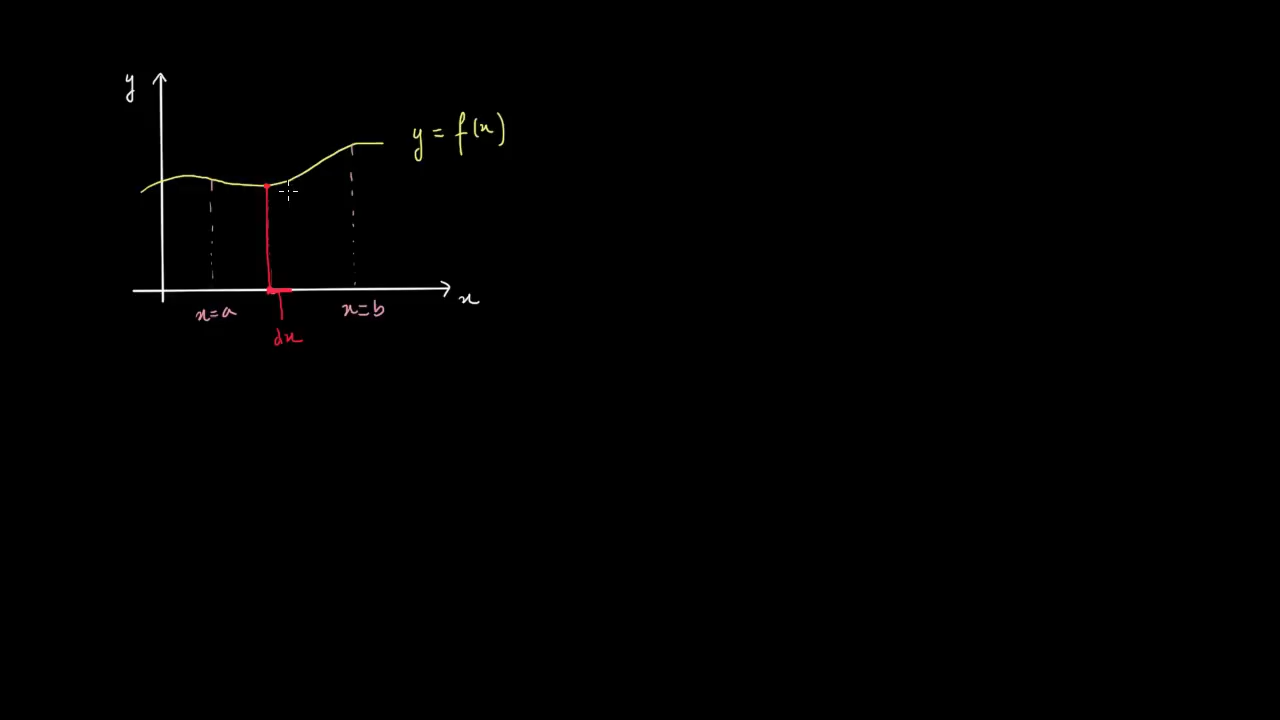 y
y = f(x)
x
x=a
x=b
dx